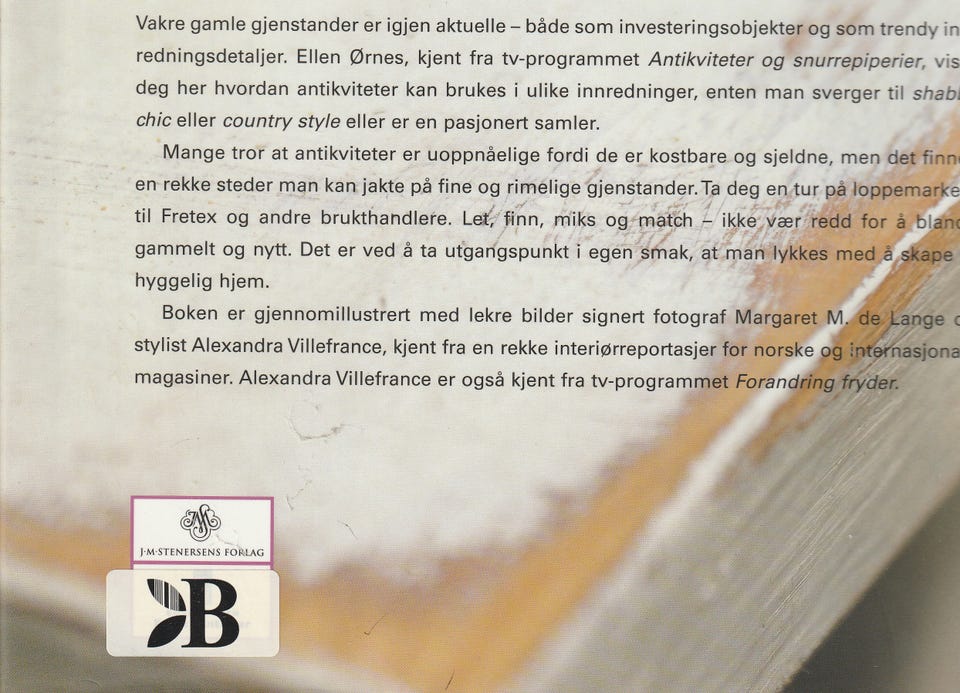 Vakre gamle gjenstander er igjen aktuelle – både som investeringsobjekter og som trendy in
redningsdetaljer. Ellen Ørnes, kjent fra tv-programmet Antikviteter og snurrepiperier, vis
deg her hvordan antikviteter kan brukes i ulike innredninger, enten man sverger til shabb
chic eller country style eller er en pasjonert samler.
Mange tror at antikviteter er uoppnåelige fordi de er kostbare og sjeldne, men det finne
en rekke steder man kan jakte på fine og rimelige gjenstander. Ta deg en tur på loppemarke
til Fretex og andre brukthandlere. Let, finn, miks og match – ikke vær redd for å bland
gammelt og nytt. Det er ved å ta utgangspunkt i egen smak, at man lykkes med å skape
hyggelig hjem.
Boken er gjennomillustrert med lekre bilder signert fotograf Margaret M. de Lange o
stylist Alexandra Villefrance, kjent fra en rekke interiørreportasjer for norske og internasjona
magasiner. Alexandra Villefrance er også kjent fra tv-programmet Forandring fryder.
J·M·STENERSENS FORLAG
B